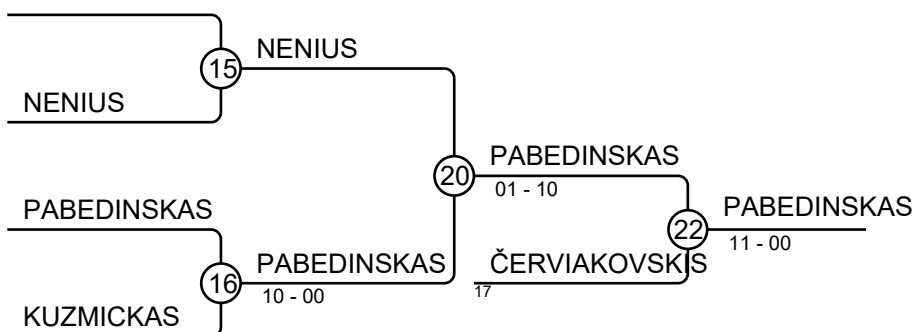 NENIUS
15
NENIUS
PABEDINSKAS
20
01 - 10
PABEDINSKAS
PABEDINSKAS
22
11 - 00
16
PABEDINSKAS
10 - 00
ČERVIAKOVSKIS
17
KUZMICKAS